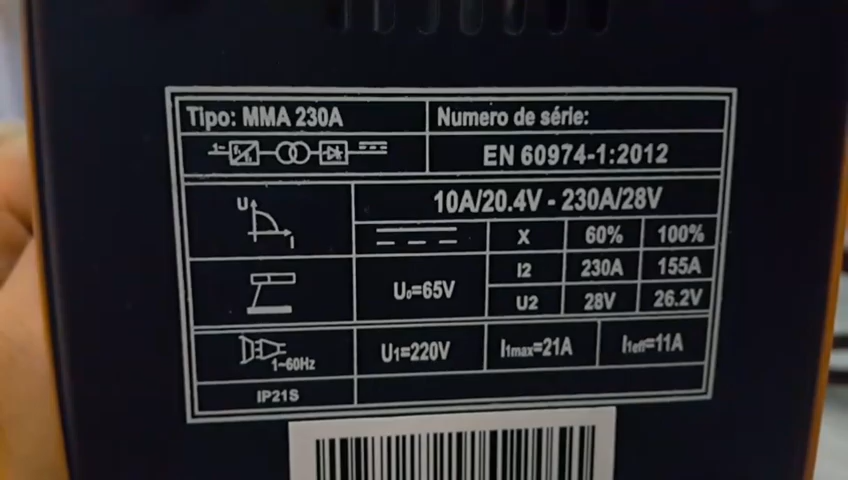 Tipo: MMA 230A
Numero de série:
1~
EN 60974-1:2012
U
I
10A/20.4V - 230A/28V
X 60% 100%
I2 230A 155A
U₀=65V
U2 28V 26.2V
1~60Hz
U1=220V
I1max=21A
I1eff=11A
IP21S